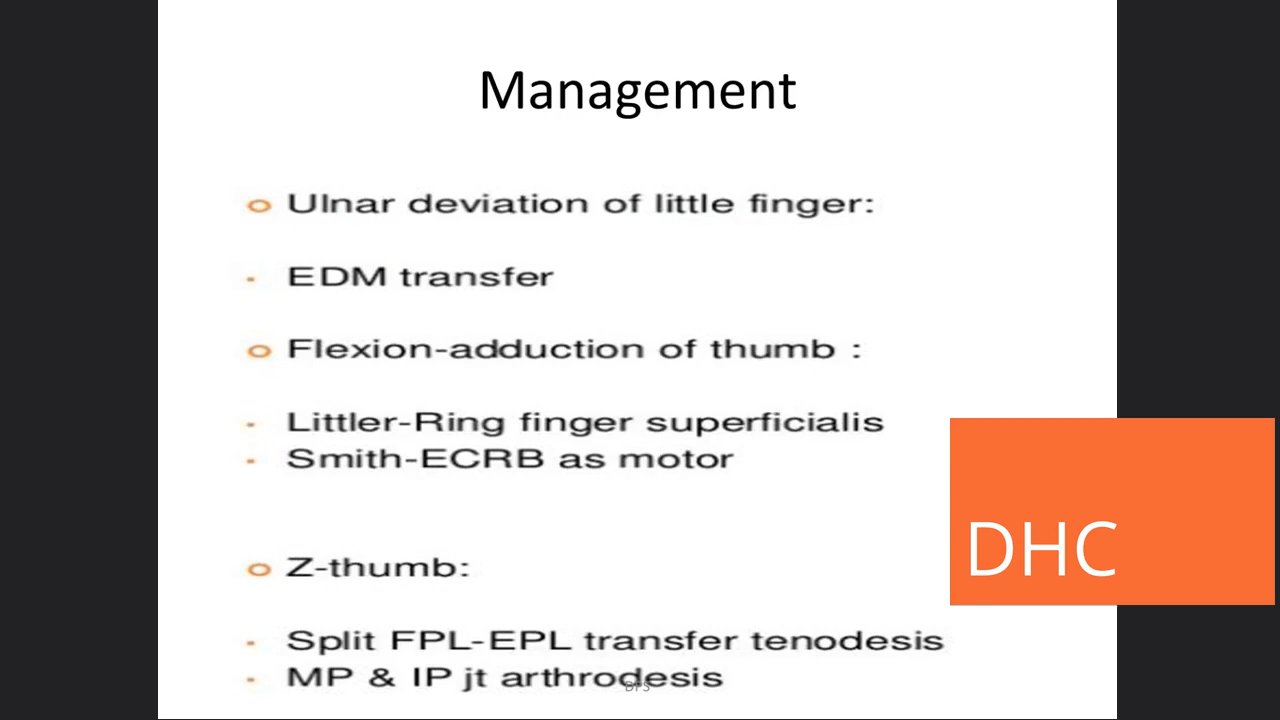 Management
Ulnar deviation of little finger:
- EDM transfer
Flexion-adduction of thumb :
- Littler-Ring finger superficialis
- Smith-ECRB as motor
DHC
Z-thumb:
- Split FPL-EPL transfer tenodesis
- MP & IP jt arthrodesis
DPS